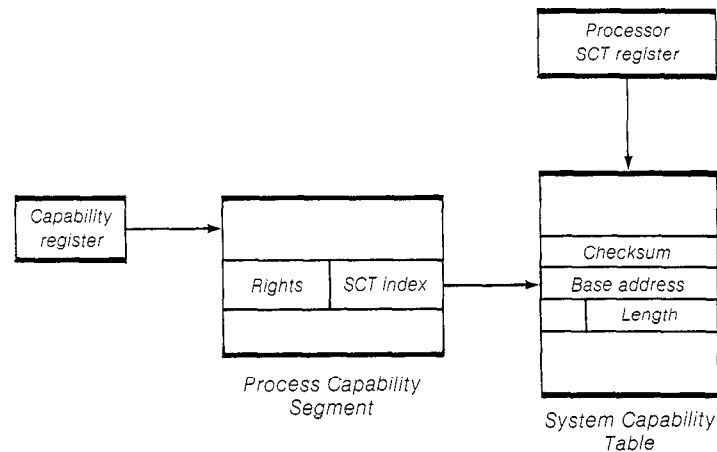 Processor
SCT register
Capability
register
Checksum
Rights
SCT index
Base address
Length
Process Capability
Segment
System Capability
Table